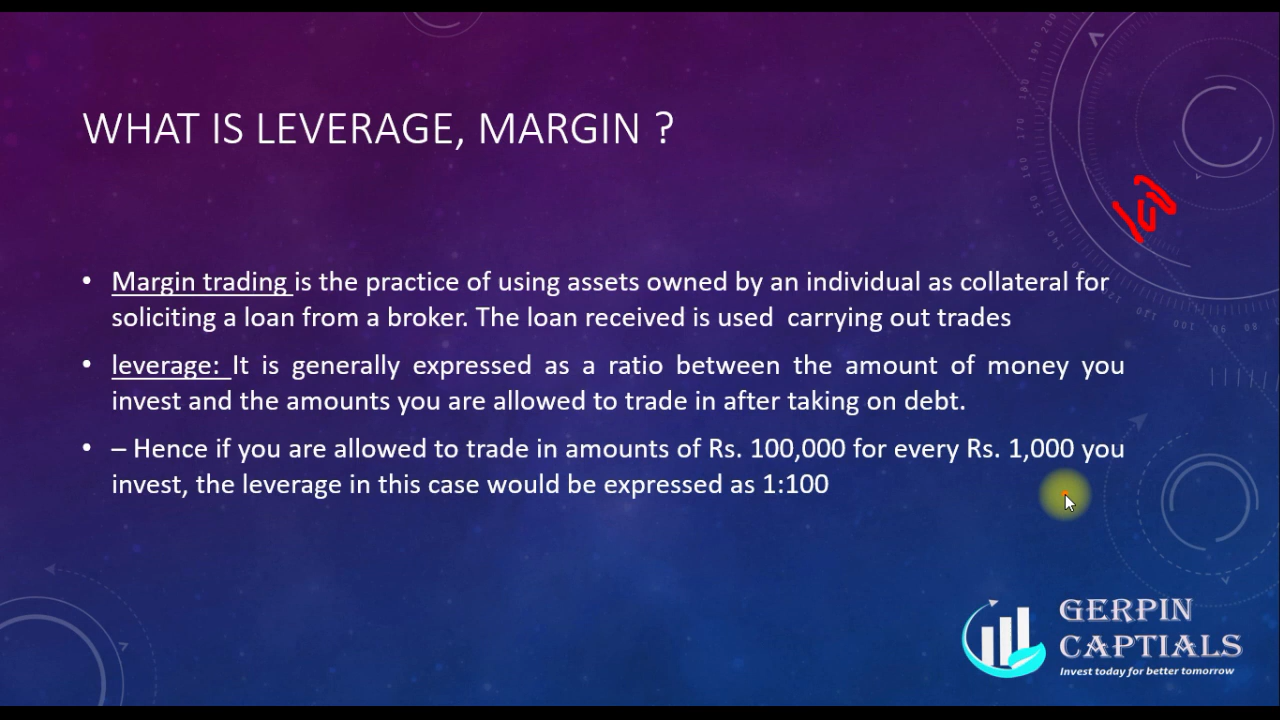 WHAT IS LEVERAGE, MARGIN ?
• Margin trading is the practice of using assets owned by an individual as collateral for
soliciting a loan from a broker. The loan received is used  carrying out trades
• leverage: It is generally expressed as a ratio between the amount of money you
invest and the amounts you are allowed to trade in after taking on debt.
• – Hence if you are allowed to trade in amounts of Rs. 100,000 for every Rs. 1,000 you
invest, the leverage in this case would be expressed as 1:100
GERPIN
CAPTIALS
Invest today for better tomorrow